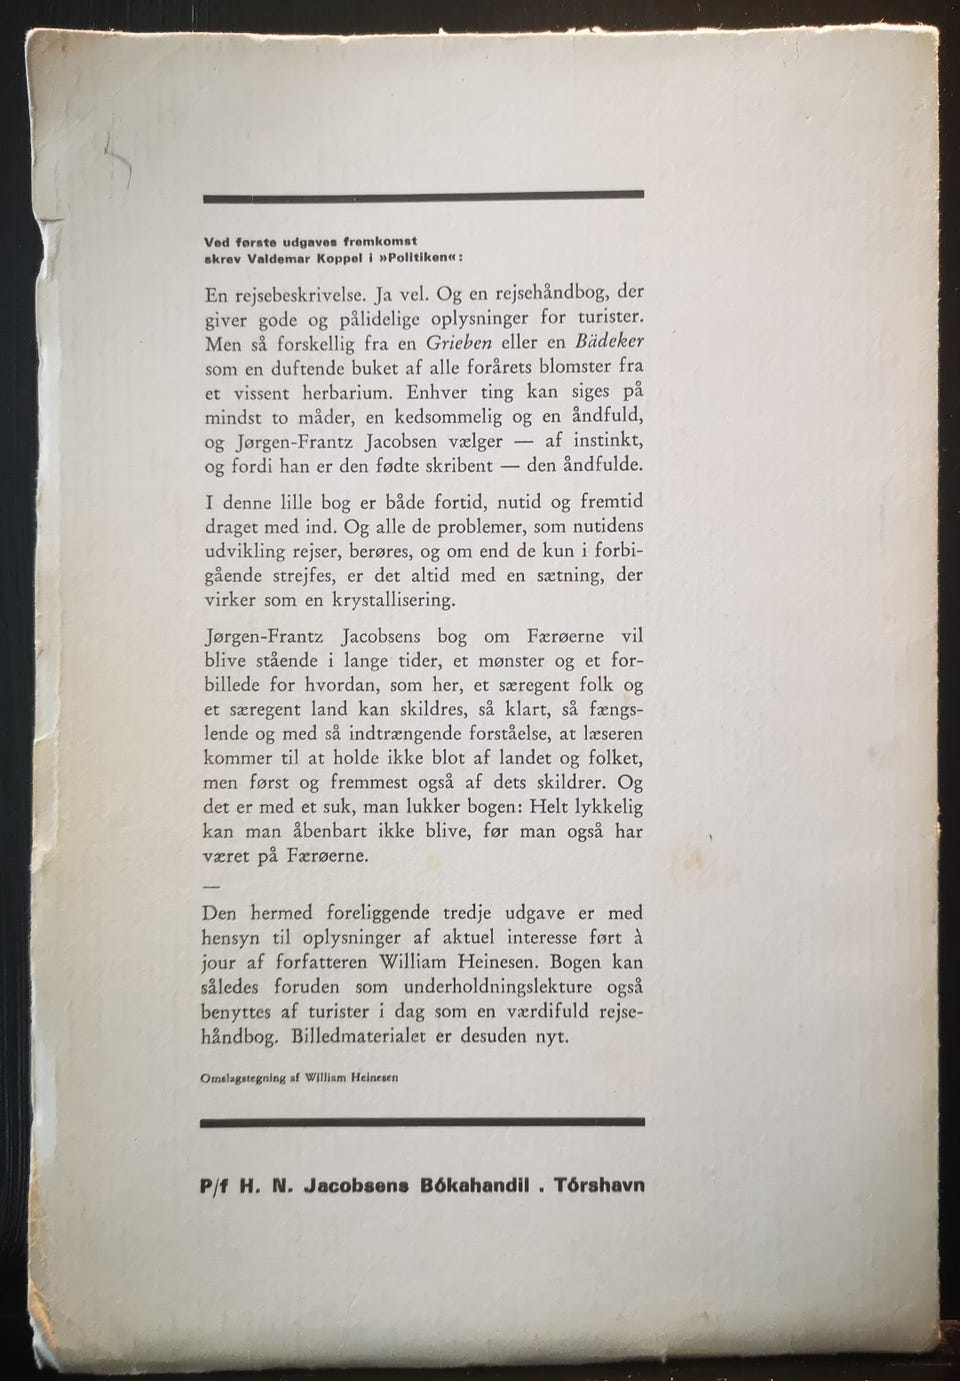 Ved første udgaves fremkomst
skrev Valdemar Koppel i »Politiken«:
En rejsebeskrivelse. Ja vel. Og en rejsehåndbog, der
giver gode og pålidelige oplysninger for turister.
Men så forskellig fra en Grieben eller en Bädeker
som en duftende buket af alle forårets blomster fra
et vissent herbarium. Enhver ting kan siges på
mindst to måder, en kedsommelig og en åndfuld,
og Jørgen-Frantz Jacobsen vælger — af instinkt,
og fordi han er den fødte skribent — den åndfulde.
I denne lille bog er både fortid, nutid og fremtid
draget med ind. Og alle de problemer, som nutidens
udvikling rejser, berøres, og om end de kun i forbi-
gående strejfes, er det altid med en sætning, der
virker som en krystallisering.
Jørgen-Frantz Jacobsens bog om Færøerne vil
blive stående i lange tider, et mønster og et for-
billede for hvordan, som her, et særegent folk og
et særegent land kan skildres, så klart, så fængs-
lende og med så indtrængende forståelse, at læseren
kommer til at holde ikke blot af landet og folket,
men først og fremmest også af dets skildrer. Og
det er med et suk, man lukker bogen: Helt lykkelig
kan man åbenbart ikke blive, før man også har
været på Færøerne.
—
Den hermed foreliggende tredje udgave er med
hensyn til oplysninger af aktuel interesse ført à
jour af forfatteren William Heinesen. Bogen kan
således foruden som underholdningslekture også
benyttes af turister i dag som en værdifuld rejse-
håndbog. Billedmaterialet er desuden nyt.
Omslagstegning af William Heinesen
P/f H. N. Jacobsens Bókahandil . Tórshavn